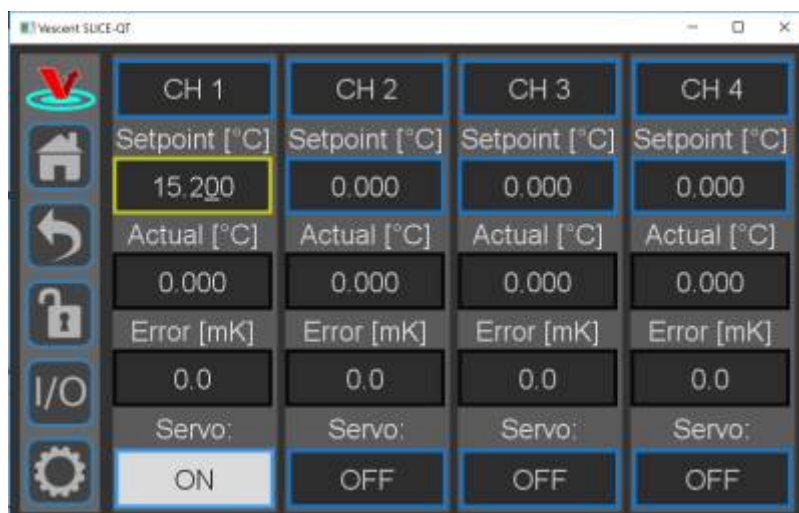 Vescent SLICE-QT
CH 1 CH 2 CH 3 CH 4
Setpoint [°C] Setpoint [°C] Setpoint [°C] Setpoint [°C]
15.200 0.000 0.000 0.000
Actual [°C] Actual [°C] Actual [°C] Actual [°C]
0.000 0.000 0.000 0.000
Error [mK] Error [mK] Error [mK] Error [mK]
I/O 0.0 0.0 0.0 0.0
Servo: Servo: Servo: Servo:
ON OFF OFF OFF